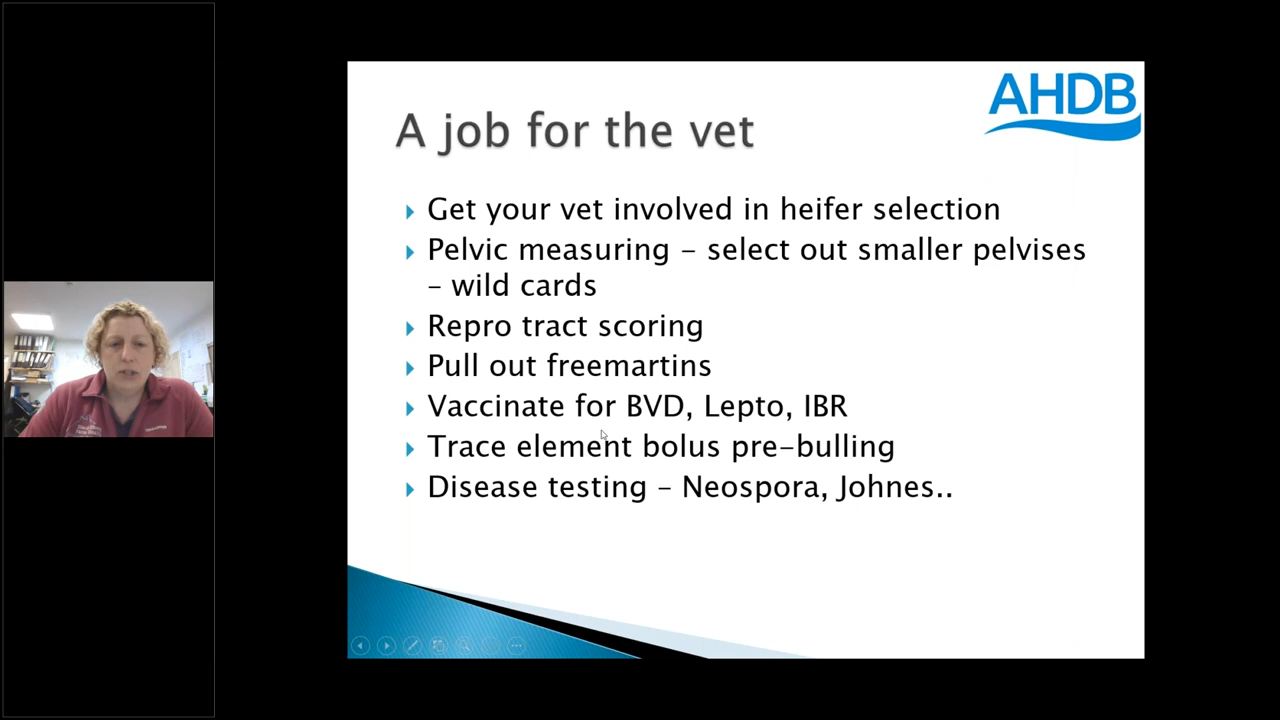 AHDB
A job for the vet
Get your vet involved in heifer selection
Pelvic measuring – select out smaller pelvises
– wild cards
Repro tract scoring
Pull out freemartins
Vaccinate for BVD, Lepto, IBR
Trace element bolus pre-bulling
Disease testing – Neospora, Johnes..